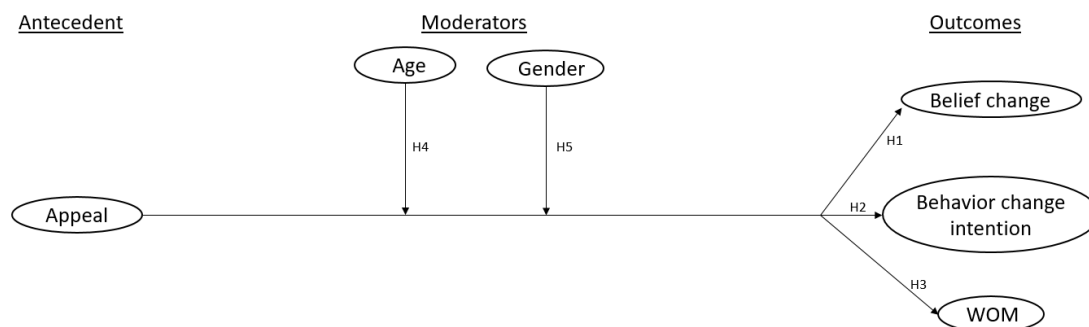 Antecedent
Moderators
Outcomes
Age
Gender
Belief change
H1
H4
H5
Appeal
H2
Behavior change
intention
H3
WOM